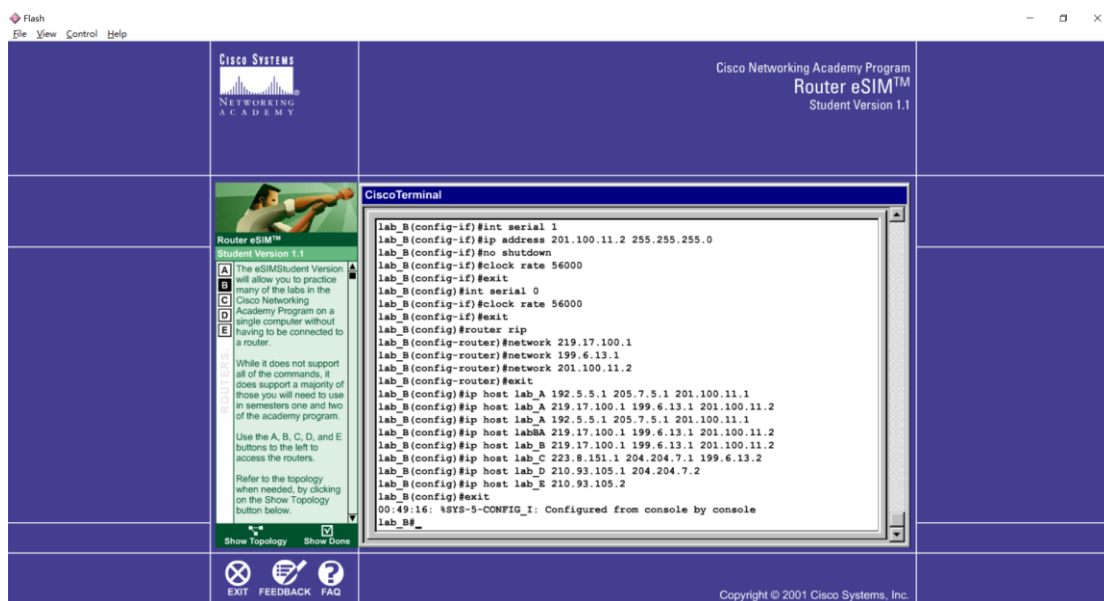 Flash
File View Control Help
CISCO SYSTEMS
NETWORKING
ACADEMY
Cisco Networking Academy Program
Router eSIM™
Student Version 1.1
Router eSIM™
Student Version 1.1
A
B
C
D
E
ROUTERS
The eSIMStudent Version
will allow you to practice
many of the labs in the
Cisco Networking
Academy Program on a
single computer without
having to be connected to
a router.
While it does not support
all of the commands, it
does support a majority of
those you will need to use
in semesters one and two
of the academy program.
Use the A, B, C, D, and E
buttons to the left to
access the routers.
Refer to the topology
when needed, by clicking
on the Show Topology
button below.
Show Topology Show Done
CiscoTerminal
lab_B(config-if)#int serial 1
lab_B(config-if)#ip address 201.100.11.2 255.255.255.0
lab_B(config-if)#no shutdown
lab_B(config-if)#clock rate 56000
lab_B(config-if)#exit
lab_B(config)#int serial 0
lab_B(config-if)#clock rate 56000
lab_B(config-if)#exit
lab_B(config)#router rip
lab_B(config-router)#network 219.17.100.1
lab_B(config-router)#network 199.6.13.1
lab_B(config-router)#network 201.100.11.2
lab_B(config-router)#exit
lab_B(config)#ip host lab_A 192.5.5.1 205.7.5.1 201.100.11.1
lab_B(config)#ip host lab_A 219.17.100.1 199.6.13.1 201.100.11.2
lab_B(config)#ip host lab_A 192.5.5.1 205.7.5.1 201.100.11.1
lab_B(config)#ip host labBA 219.17.100.1 199.6.13.1 201.100.11.2
lab_B(config)#ip host lab_B 219.17.100.1 199.6.13.1 201.100.11.2
lab_B(config)#ip host lab_C 223.8.151.1 204.204.7.1 199.6.13.2
lab_B(config)#ip host lab_D 210.93.105.1 204.204.7.2
lab_B(config)#ip host lab_E 210.93.105.2
lab_B(config)#exit
00:49:16: %SYS-5-CONFIG_I: Configured from console by console
lab_B#_
EXIT FEEDBACK FAQ
Copyright © 2001 Cisco Systems, Inc.